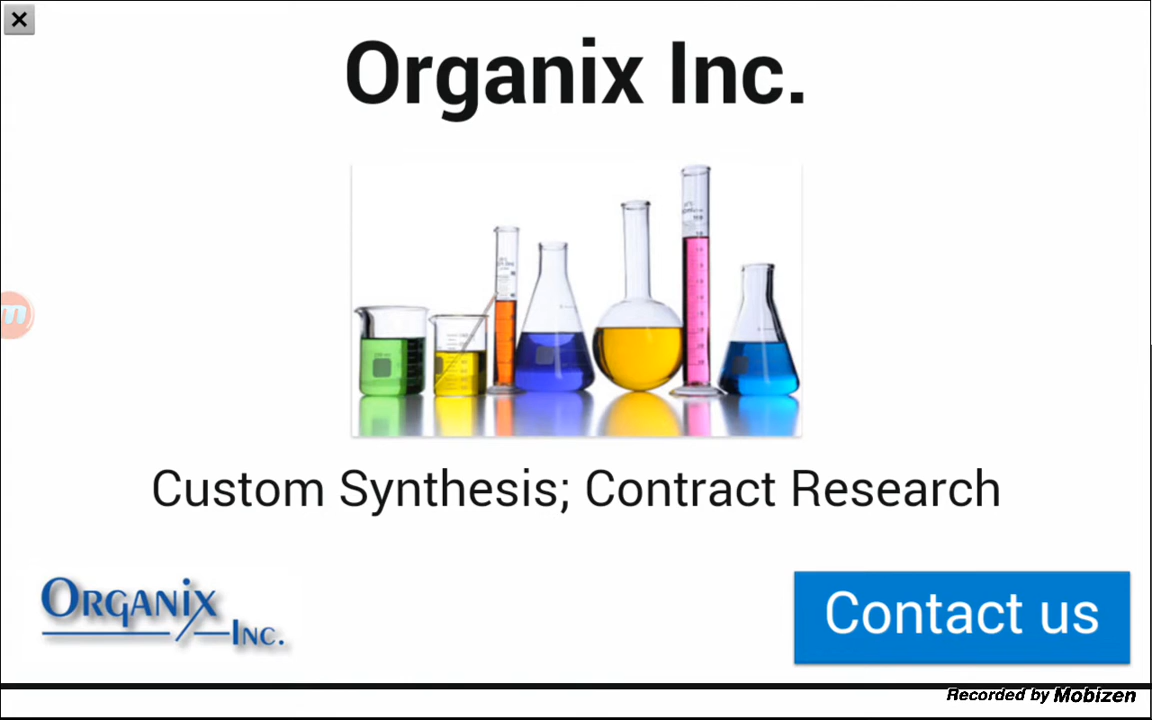 Organix Inc.
Custom Synthesis; Contract Research
ORGANIX INC.
Contact us
Recorded by Mobizen